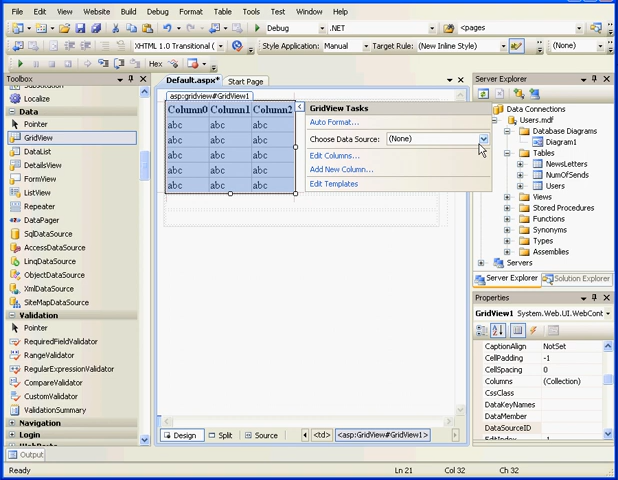 File Edit View Website Build Debug Format Table Tools Test Window Help
Debug .NET <pages
XHTML 1.0 Transitional ( Style Application: Manual Target Rule: (New Inline Style) (None)
Hex
Toolbox
Localize
Data
Pointer
GridView
DataList
DetailsView
FormView
ListView
Repeater
DataPager
SqlDataSource
AccessDataSource
LinqDataSource
ObjectDataSource
XmlDataSource
SiteMapDataSource
Validation
Pointer
RequiredFieldValidator
RangeValidator
RegularExpressionValidator
CompareValidator
CustomValidator
ValidationSummary
Navigation
Login
Default.aspx* Start Page
asp:gridview#GridView1
Column0 Column1 Column2
abc abc abc
abc abc abc
abc abc abc
abc abc abc
abc abc abc
GridView Tasks
Auto Format...
Choose Data Source: (None)
Edit Columns...
Add New Column...
Edit Templates
Design Split Source <td> <asp:GridView#GridView1>
Server Explorer
Data Connections
Users.mdf
Database Diagrams
Diagram1
Tables
NewsLetters
NumOfSends
Users
Views
Stored Procedures
Functions
Synonyms
Types
Assemblies
Servers
Server Explorer Solution Explorer
Properties
GridView1 System.Web.UI.WebCont
CaptionAlign NotSet
CellPadding -1
CellSpacing 0
Columns (Collection)
CssClass
DataKeyNames
DataMember
DataSourceID
EditIndex -1
Output
Ready Ln 21 Col 32 Ch 32